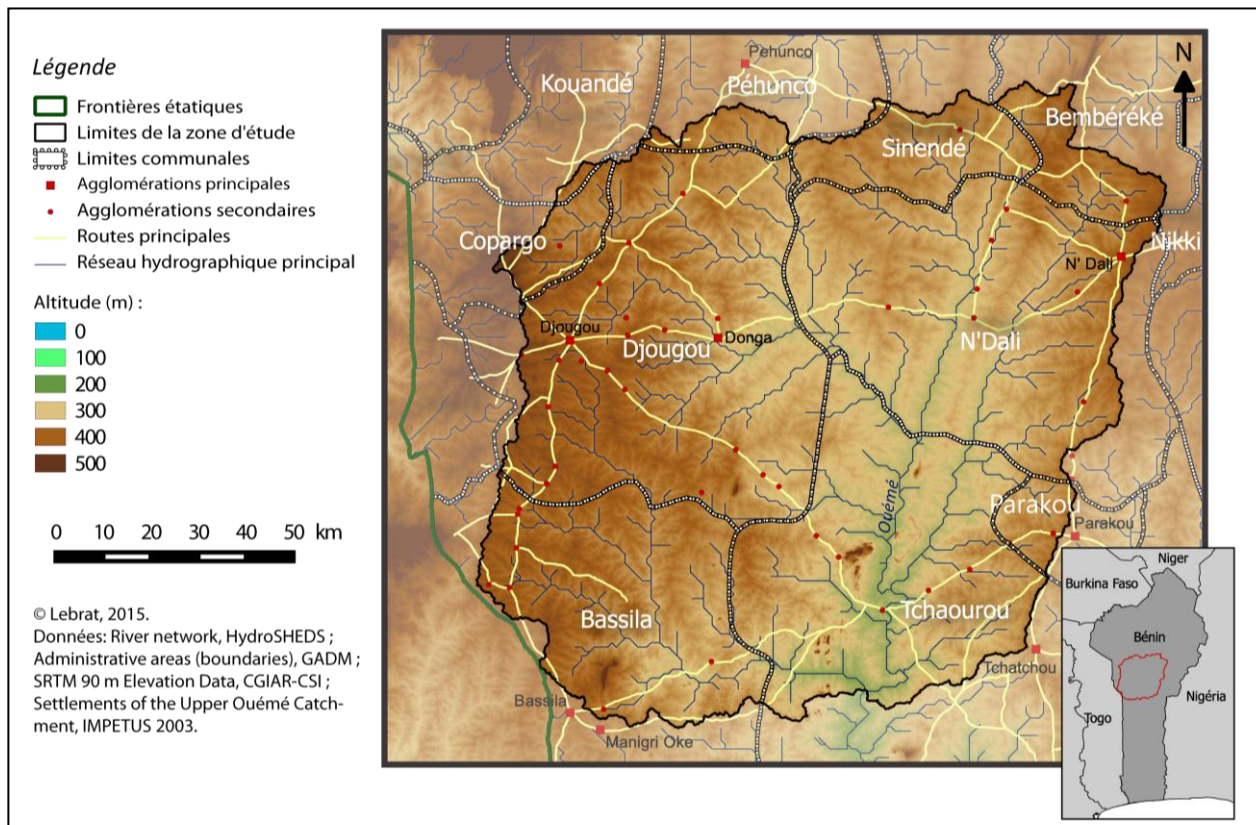 Légende
Frontières étatiques
Limites de la zone d'étude
Limites communales
Agglomérations principales
Agglomérations secondaires
Routes principales
Réseau hydrographique principal
Altitude (m) :
0
100
200
300
400
500
0 10 20 30 40 50 km
© Lebrat, 2015.
Données: River network, HydroSHEDS ;
Administrative areas (boundaries), GADM ;
SRTM 90 m Elevation Data, CGIAR-CSI ;
Settlements of the Upper Ouémé Catch-
ment, IMPETUS 2003.
N
Pehunco
Kouandé
Péhunco
Bembéréké
Sinendé
Copargo
Nikki
N' Dali
Djougou
Djougou
Donga
N'Dali
Ouémé
Parakou
Parakou
Bassila
Tchaourou
Tchatchou
Bassila
Manigri Oke
Niger
Burkina Faso
Bénin
Nigéria
Togo